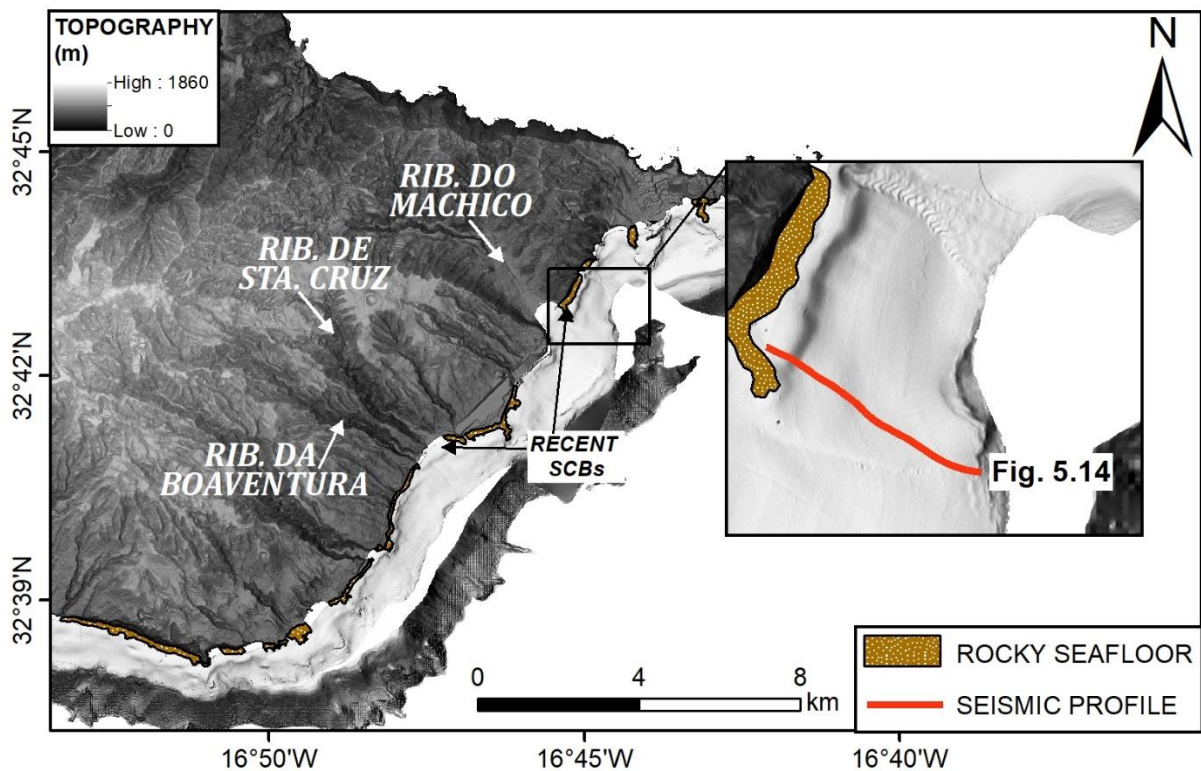 TOPOGRAPHY
(m)
High : 1860
Low : 0
N
32°45'N
32°42'N
32°39'N
RIB. DO
MACHICO
RIB. DE
STA. CRUZ
RIB. DA
BOAVENTURA
RECENT
SCBs
Fig. 5.14
0 4 8
km
ROCKY SEAFLOOR
SEISMIC PROFILE
16°50'W 16°45'W 16°40'W